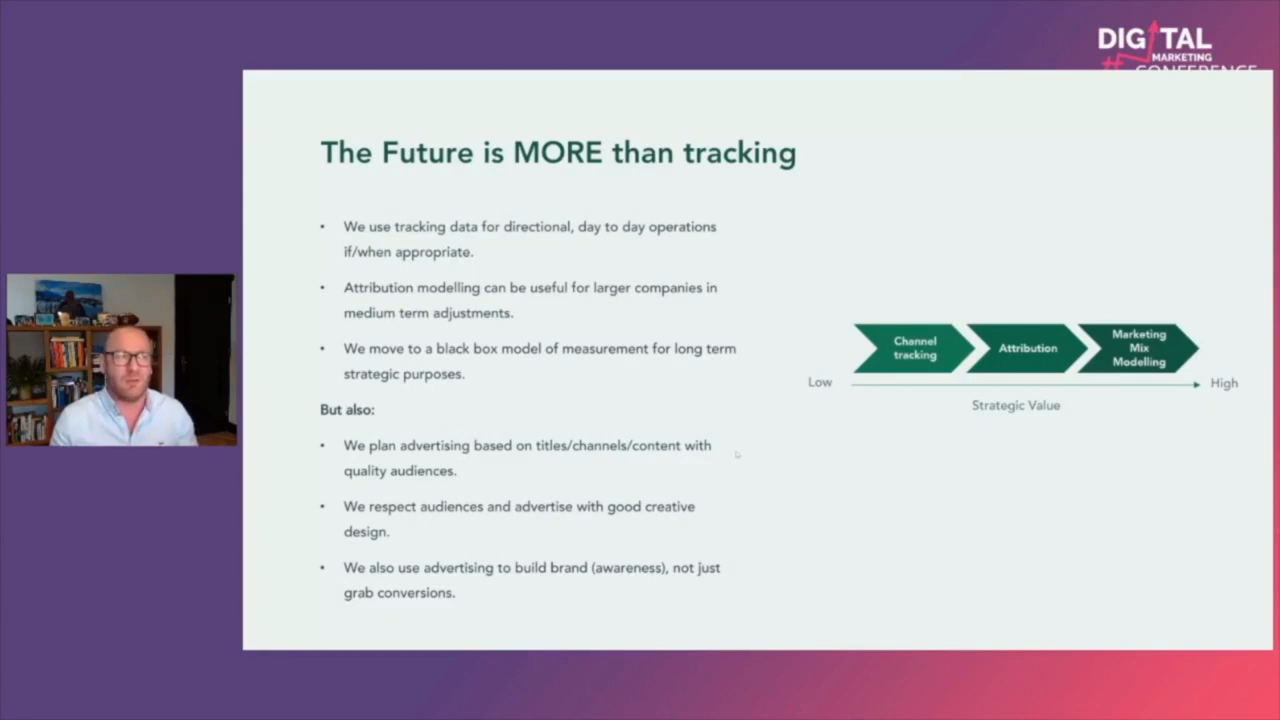 DIGITAL
MARKETING
CONFERENCE
The Future is MORE than tracking
• We use tracking data for directional, day to day operations
if/when appropriate.
• Attribution modelling can be useful for larger companies in
medium term adjustments.
• We move to a black box model of measurement for long term
strategic purposes.
But also:
• We plan advertising based on titles/channels/content with
quality audiences.
• We respect audiences and advertise with good creative
design.
• We also use advertising to build brand (awareness), not just
grab conversions.
Channel
tracking
Attribution
Marketing
Mix
Modelling
Low
High
Strategic Value